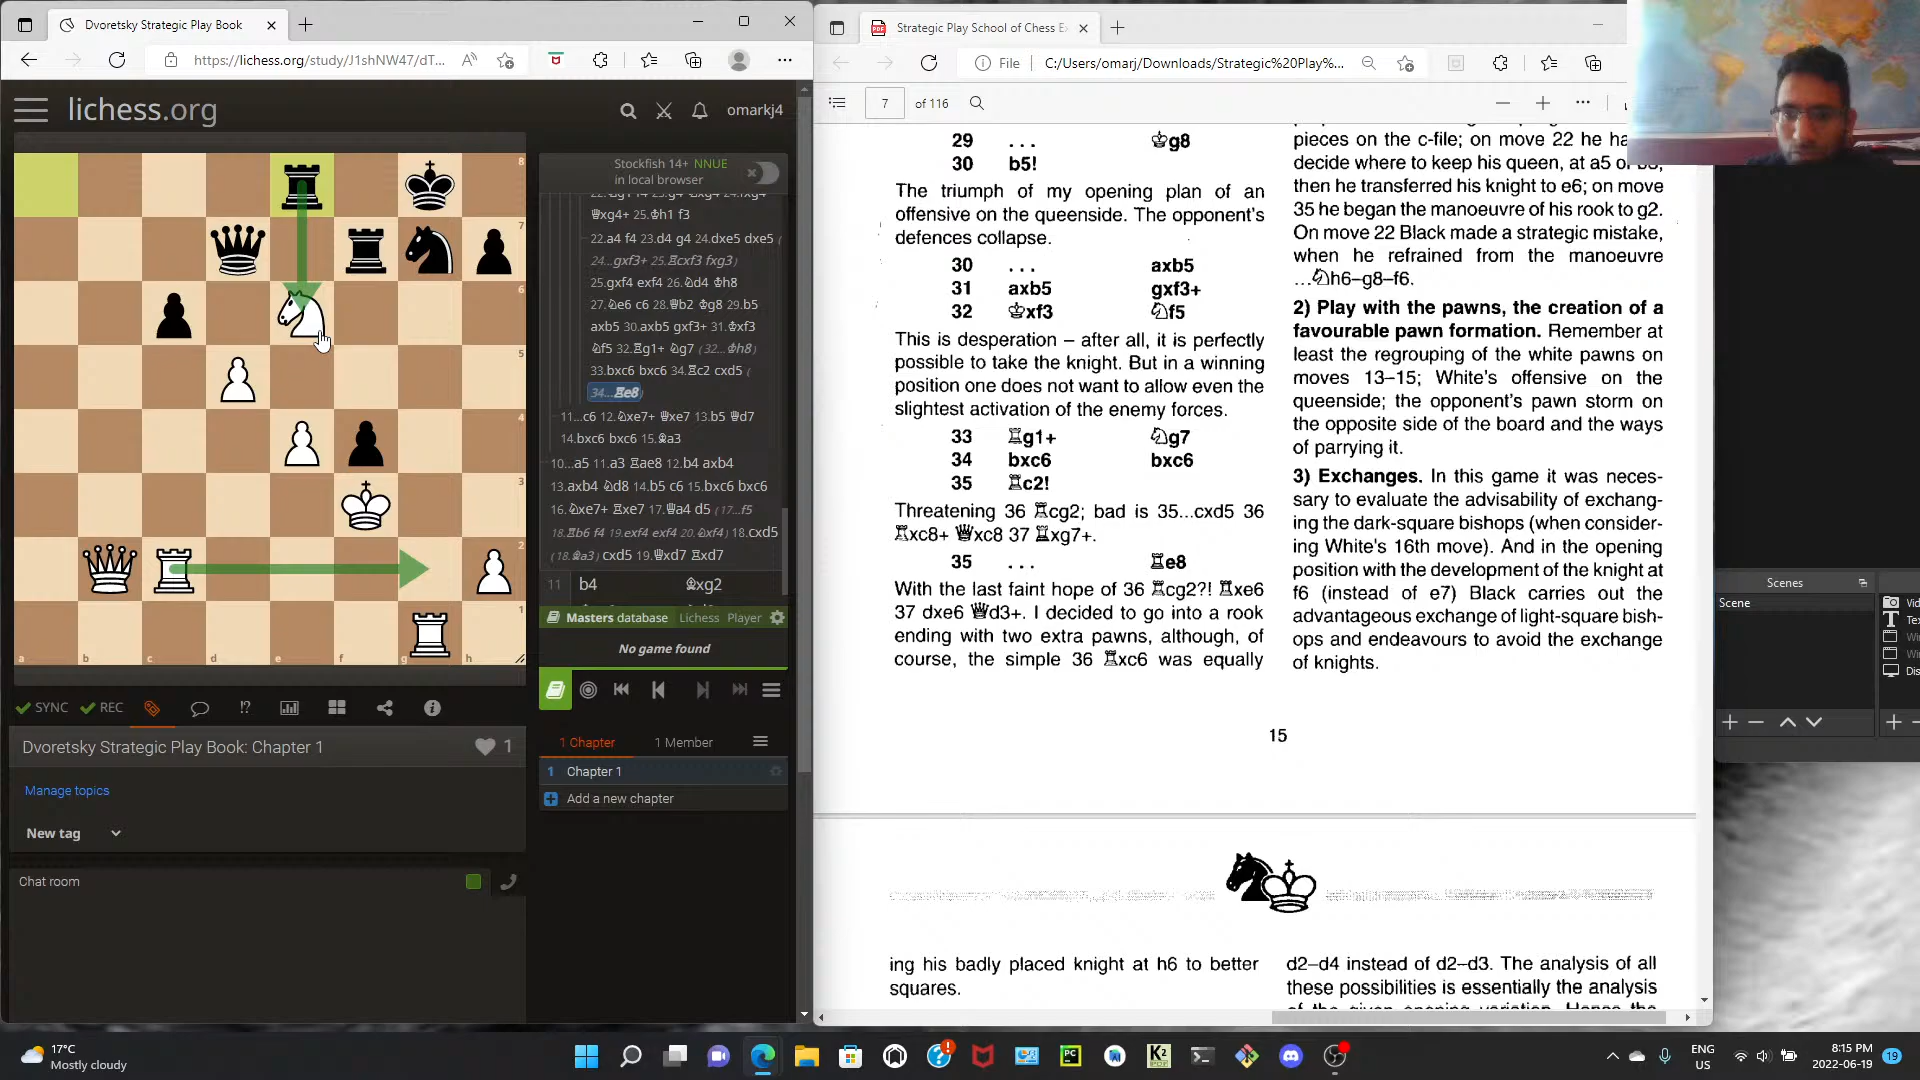 Dvoretsky Strategic Play Book
https://lichess.org/study/J1shNW47/dT...
lichess.org
omarkj4
Stockfish 14+ NNUE
in local browser
♕xg4+ 25.♔h1 f3
22.a4 f4 23.d4 g4 24.dxe5 dxe5
24...gxf3+ 25.♖cxf3 fxg3
25.gxf4 exf4 26.♘d4 ♔h8
27.♘e6 c6 28.♕b2 ♔g8 29.b5
axb5 30.axb5 gxf3+ 31.♔xf3
♘f5 32.♖g1+ ♘g7 (32...♔h8)
33.bxc6 bxc6 34.♖c2 cxd5 (
34...♖e8
11...c6 12.♘xe7+ ♕xe7 13.b5 ♕d7
14.bxc6 bxc6 15.♗a3
10...a5 11.a3 ♖ae8 12.b4 axb4
13.axb4 ♘d8 14.b5 c6 15.bxc6 bxc6
16.♘xe7+ ♖xe7 17.♕a4 d5 (17...f5
18.♖b6 f4 19.exf4 exf4 20.♘xf4) 18.cxd5
(18.♗a3) cxd5 19.♕xd7 ♖xd7
11 b4 ♗xg2
Masters database Lichess Player
No game found
8
7
6
5
4
3
2
1
a b c d e f g h
SYNC REC !?
Dvoretsky Strategic Play Book: Chapter 1 1
Manage topics
New tag
Chat room
1 Chapter 1 Member
1 Chapter 1
Add a new chapter
Strategic Play School of Chess E
File C:/Users/omarj/Downloads/Strategic%20Play%...
7 of 116
29 ... ♔g8
30 b5!
The triumph of my opening plan of an
offensive on the queenside. The opponent's
defences collapse.
30 ... axb5
31 axb5 gxf3+
32 ♔xf3 ♘f5
This is desperation – after all, it is perfectly
possible to take the knight. But in a winning
position one does not want to allow even the
slightest activation of the enemy forces.
33 ♖g1+ ♘g7
34 bxc6 bxc6
35 ♖c2!
Threatening 36 ♖cg2; bad is 35...cxd5 36
♖xc8+ ♕xc8 37 ♖xg7+.
35 ... ♖e8
With the last faint hope of 36 ♖cg2?! ♖xe6
37 dxe6 ♕d3+. I decided to go into a rook
ending with two extra pawns, although, of
course, the simple 36 ♖xc6 was equally
pieces on the c-file; on move 22 he ha
decide where to keep his queen, at a5 o
then he transferred his knight to e6; on move
35 he began the manoeuvre of his rook to g2.
On move 22 Black made a strategic mistake,
when he refrained from the manoeuvre
...♘h6–g8–f6.
2) Play with the pawns, the creation of a
favourable pawn formation. Remember at
least the regrouping of the white pawns on
moves 13–15; White's offensive on the
queenside; the opponent's pawn storm on
the opposite side of the board and the ways
of parrying it.
3) Exchanges. In this game it was neces-
sary to evaluate the advisability of exchang-
ing the dark-square bishops (when consider-
ing White's 16th move). And in the opening
position with the development of the knight at
f6 (instead of e7) Black carries out the
advantageous exchange of light-square bish-
ops and endeavours to avoid the exchange
of knights.
15
ing his badly placed knight at h6 to better
squares.
d2–d4 instead of d2–d3. The analysis of all
these possibilities is essentially the analysis
of the given opening variation. Hence the
Scenes
Scene
Vid
Te
Wi
Wi
Dis
17°C
Mostly cloudy
PC
K2
ENG
US
8:15 PM
2022-06-19
19